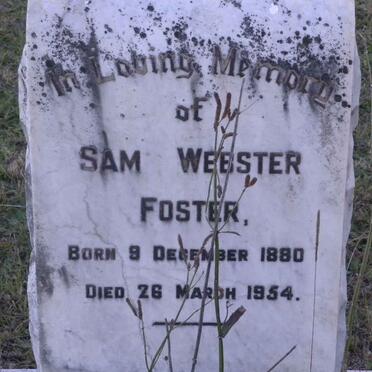 In Loving Memory
of
SAM WEBSTER
FOSTER,
BORN 9 DECEMBER 1880
DIED 26 MARCH 1954.